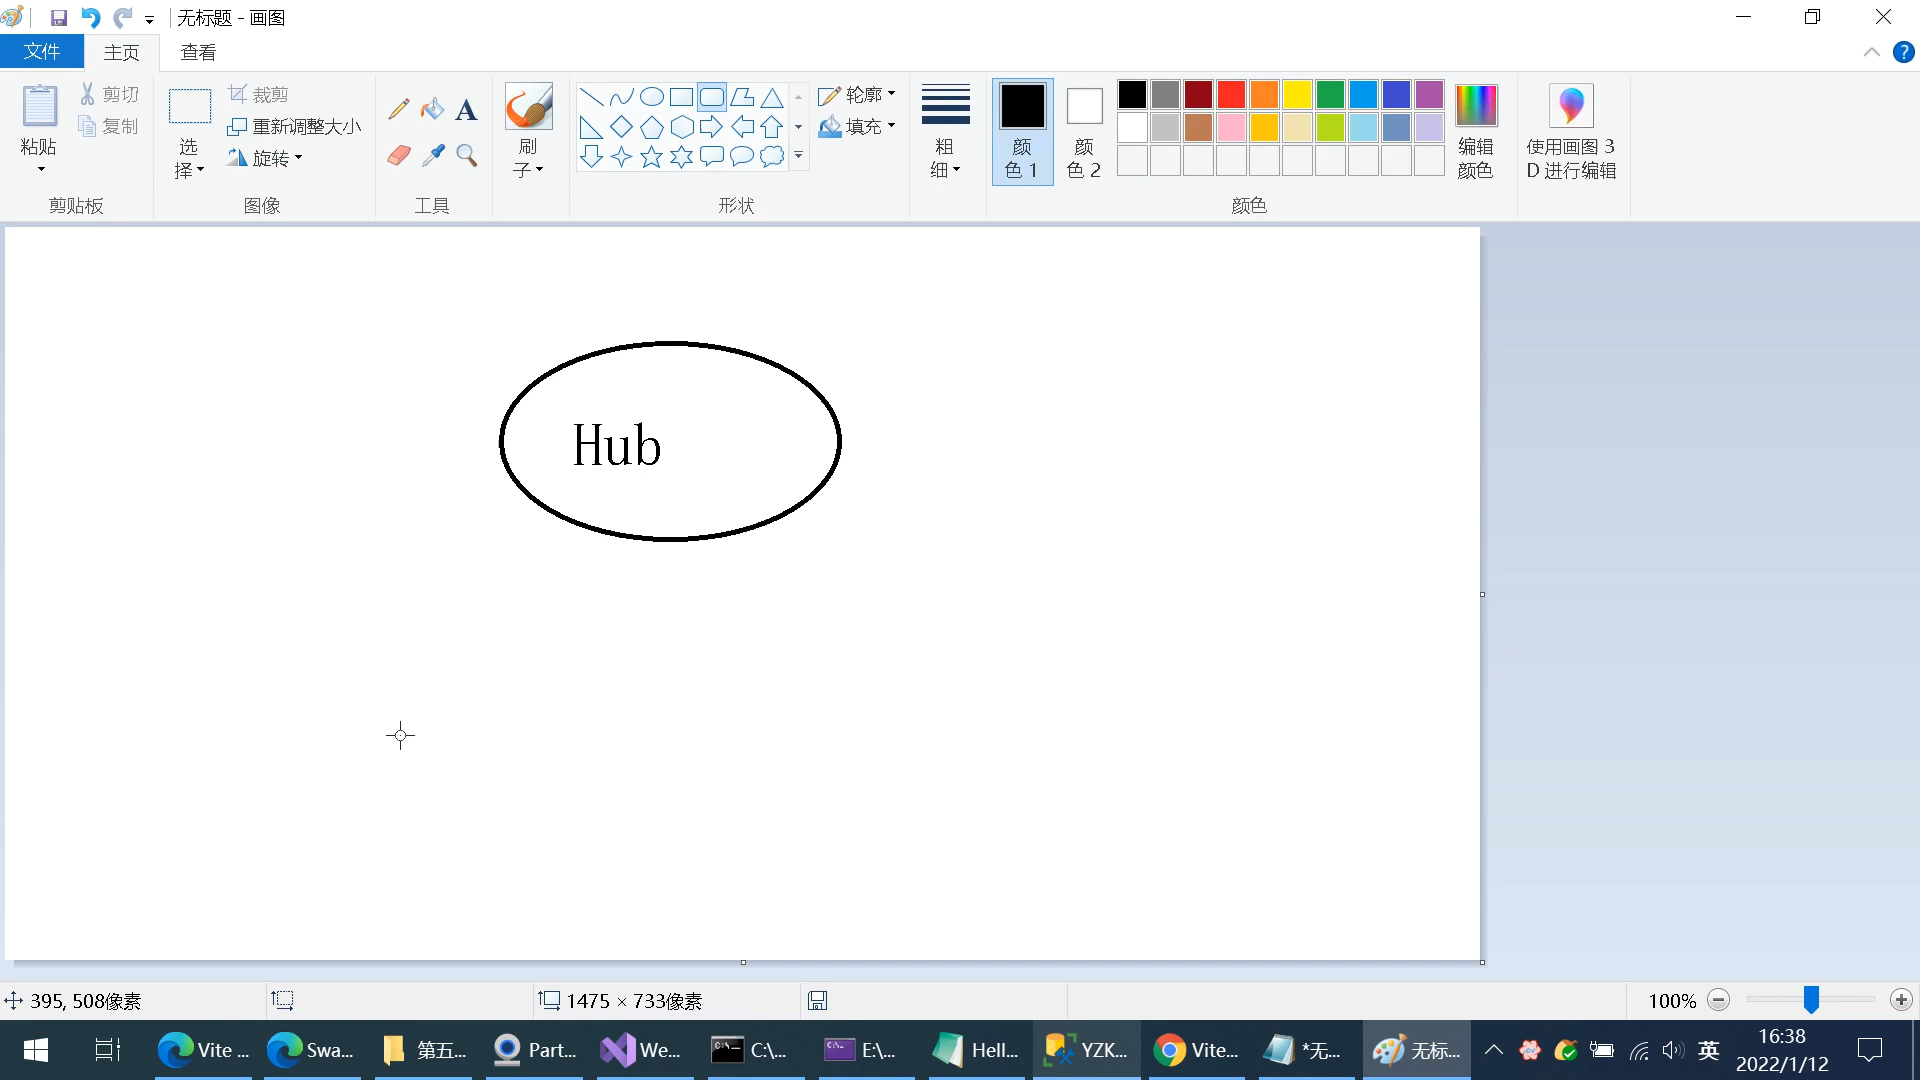 无标题 - 画图
文件 主页 查看
粘贴
剪切
复制
剪贴板
选
择
裁剪
重新调整大小
旋转
图像
A
工具
刷
子
形状
轮廓
填充
粗
细
颜
色 1
颜
色 2
颜色
编辑
颜色
使用画图 3
D 进行编辑
Hub
395, 508像素
1475 × 733像素
100%
Vite ...
Swa...
第五...
Part...
We...
C:\...
E:\...
Hell...
YZK...
Vite...
*无...
无标...
英
16:38
2022/1/12